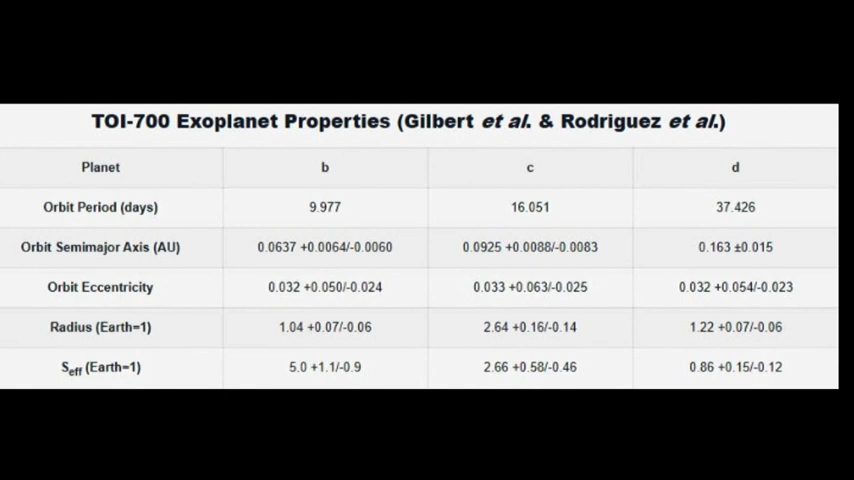 TOI-700 Exoplanet Properties (Gilbert et al. & Rodriguez et al.)
Planet b c d
Orbit Period (days) 9.977 16.051 37.426
Orbit Semimajor Axis (AU) 0.0637 +0.0064/-0.0060 0.0925 +0.0088/-0.0083 0.163 ±0.015
Orbit Eccentricity 0.032 +0.050/-0.024 0.033 +0.063/-0.025 0.032 +0.054/-0.023
Radius (Earth=1) 1.04 +0.07/-0.06 2.64 +0.16/-0.14 1.22 +0.07/-0.06
Seff (Earth=1) 5.0 +1.1/-0.9 2.66 +0.58/-0.46 0.86 +0.15/-0.12